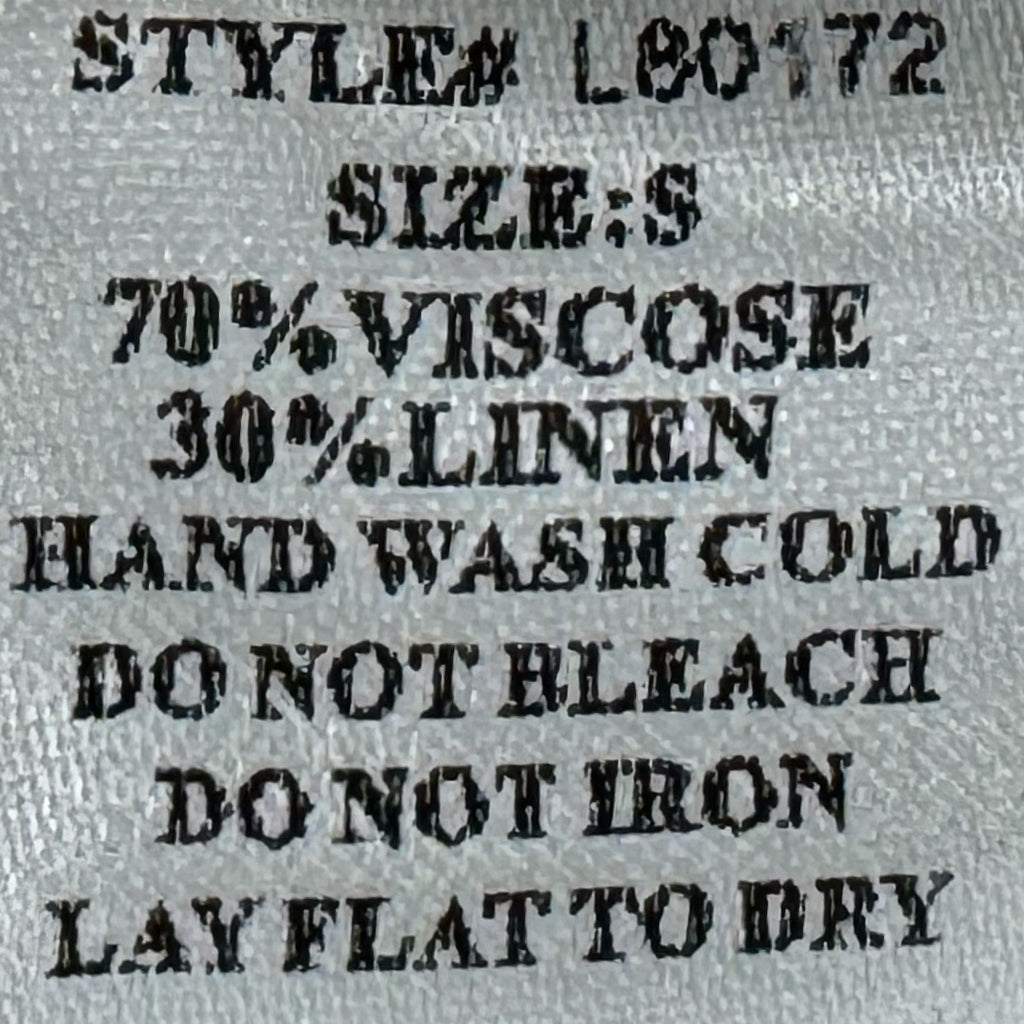 STYLE# L80172
SIZE:S
70%VISCOSE
30%LINEN
HAND WASH COLD
DO NOT BLEACH
DO NOT IRON
LAY FLAT TO DRY